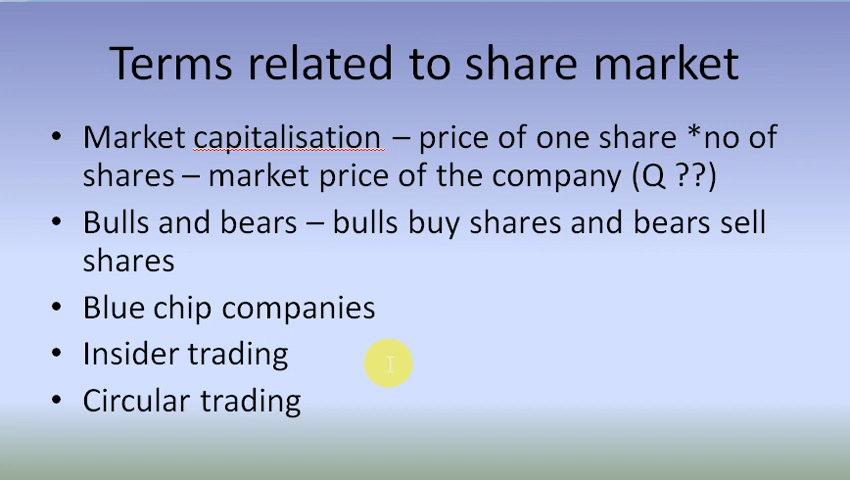 Terms related to share market
• Market capitalisation – price of one share *no of
shares – market price of the company (Q ??)
• Bulls and bears – bulls buy shares and bears sell
shares
• Blue chip companies
• Insider trading
• Circular trading